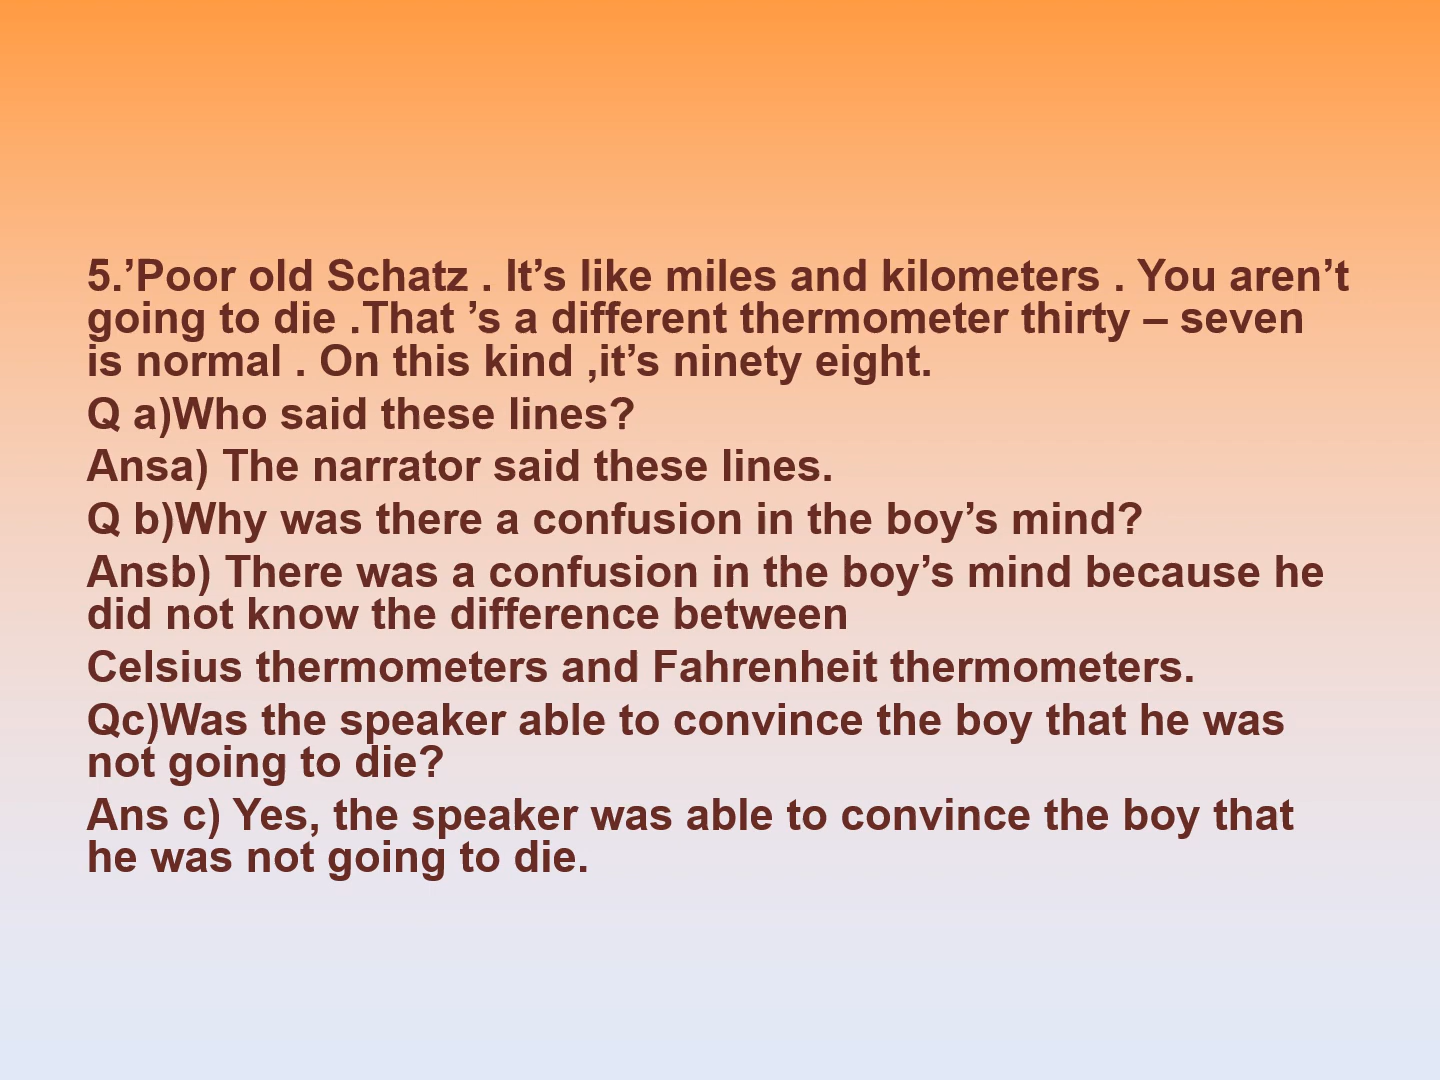 5.’Poor old Schatz . It’s like miles and kilometers . You aren’t
going to die .That ’s a different thermometer thirty – seven
is normal . On this kind ,it’s ninety eight.
Q a)Who said these lines?
Ansa) The narrator said these lines.
Q b)Why was there a confusion in the boy’s mind?
Ansb) There was a confusion in the boy’s mind because he
did not know the difference between
Celsius thermometers and Fahrenheit thermometers.
Qc)Was the speaker able to convince the boy that he was
not going to die?
Ans c) Yes, the speaker was able to convince the boy that
he was not going to die.